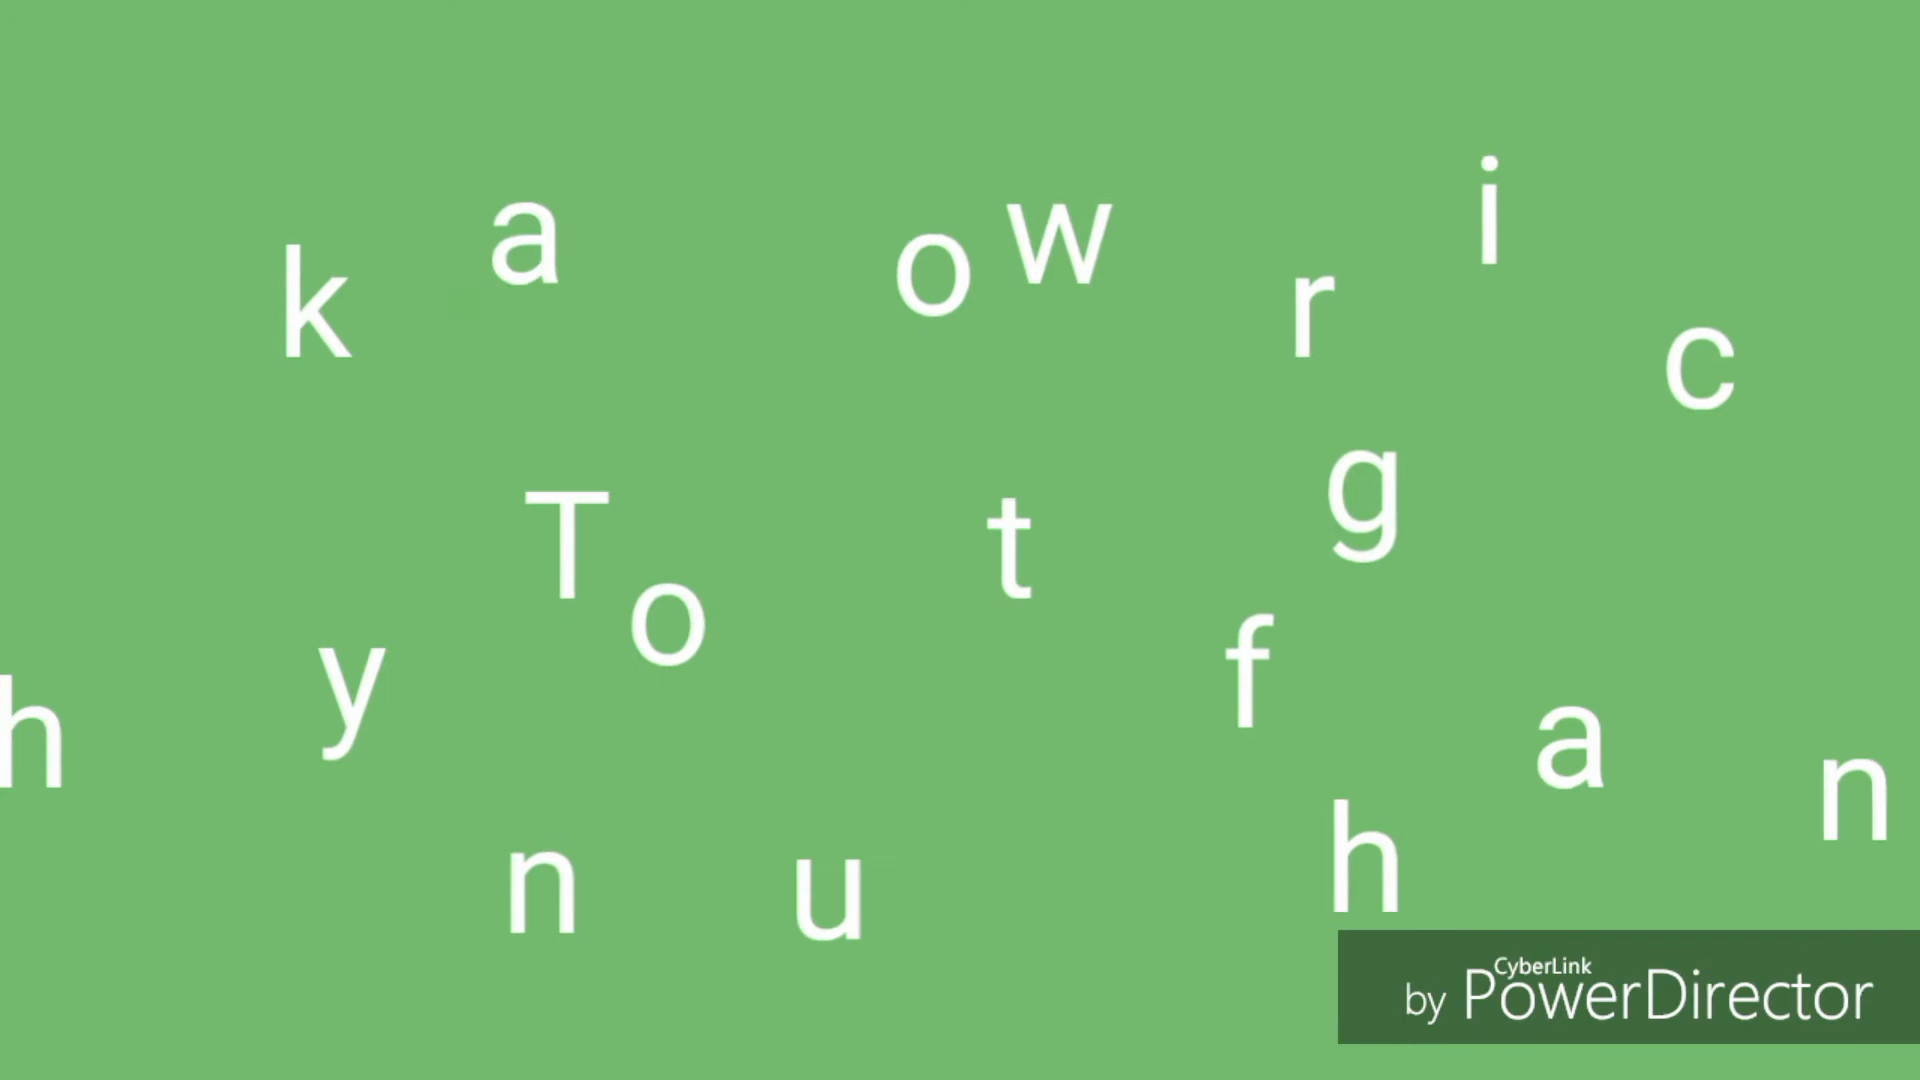 k a o w r i c
T o t g
h y f a n
n u h
CyberLink
by PowerDirector